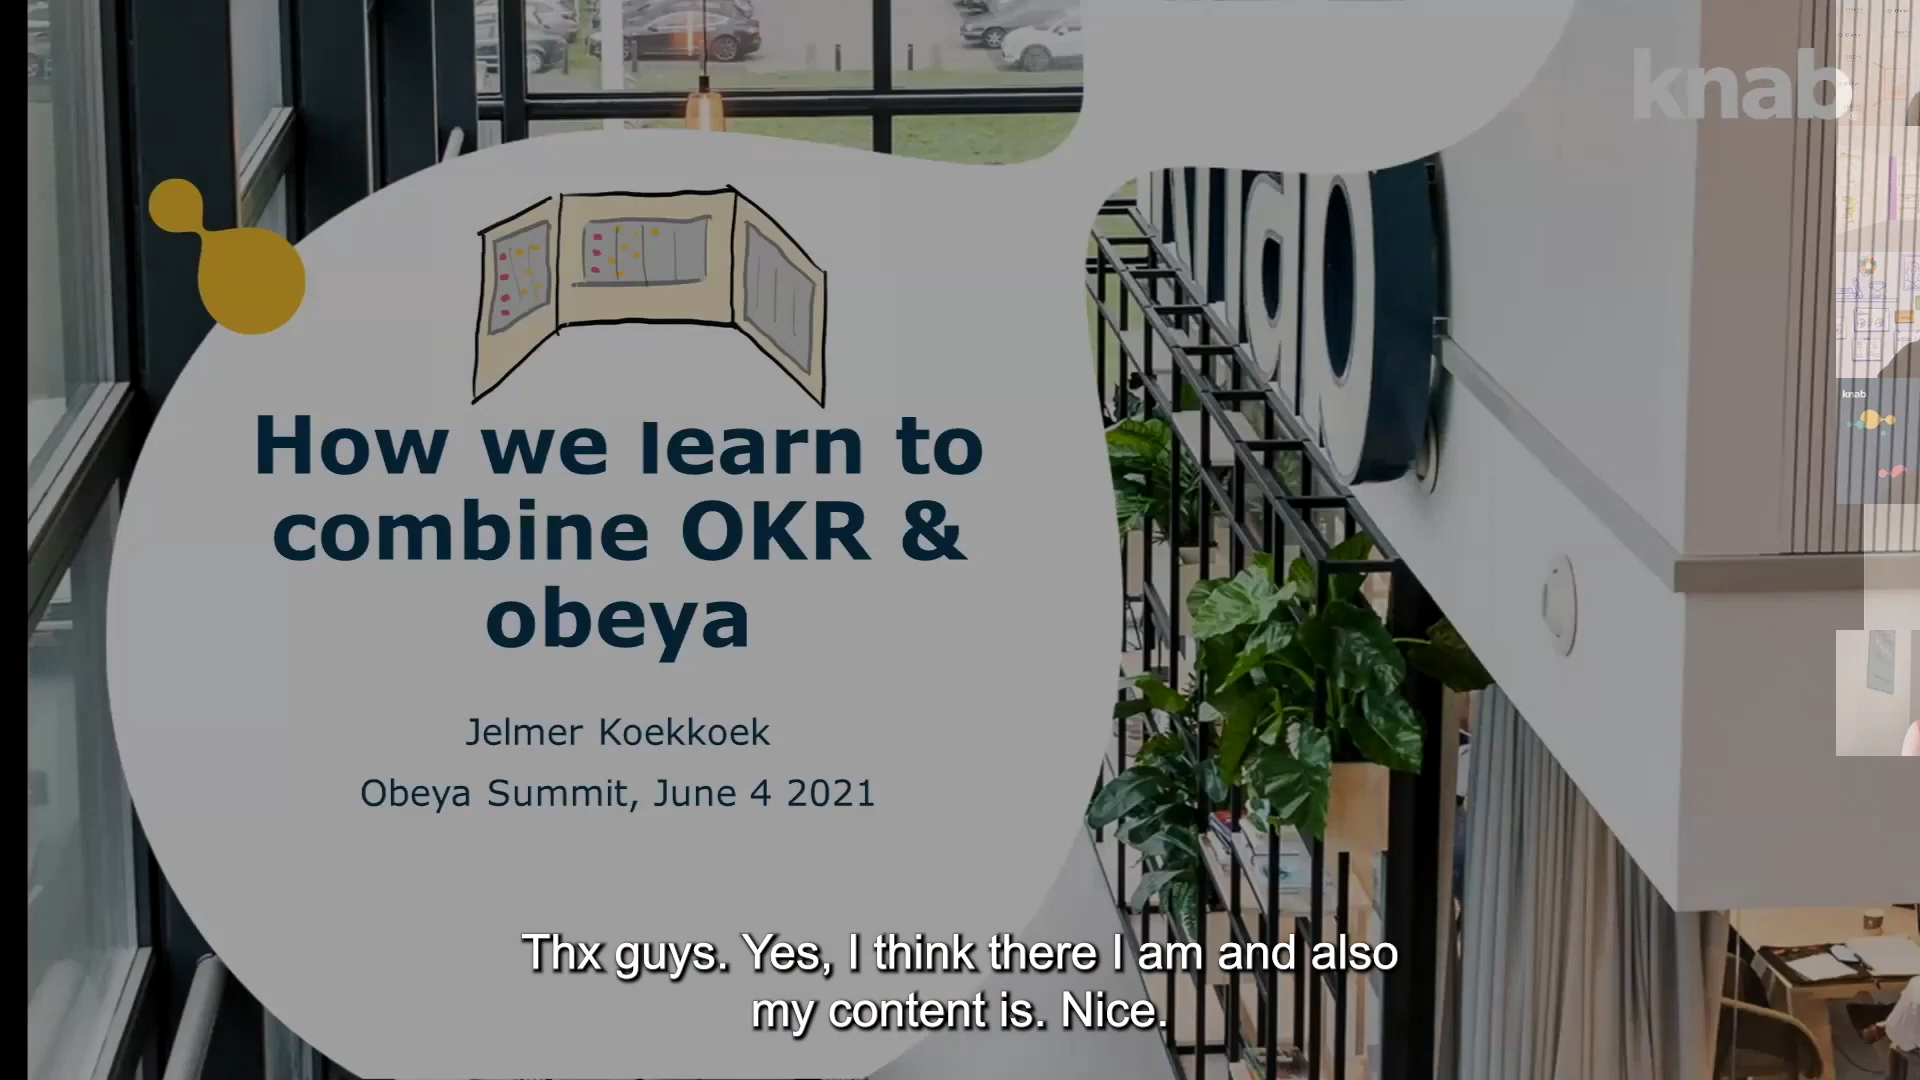 knab
How we learn to
combine OKR &
obeya
Jelmer Koekkoek
Obeya Summit, June 4 2021
knab
Thx guys. Yes, I think there I am and also
my content is. Nice.